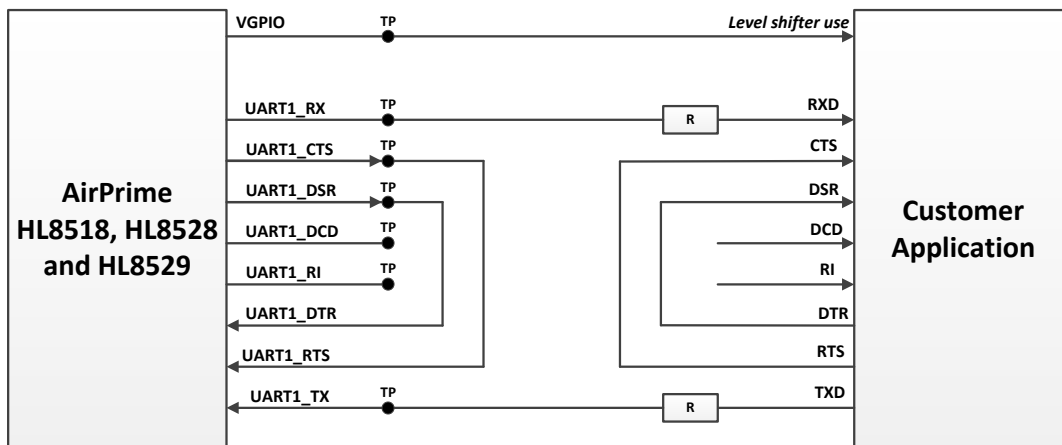 VGPIO TP Level shifter use
UART1_RX TP R RXD
UART1_CTS TP CTS
UART1_DSR TP DSR
UART1_DCD TP DCD
UART1_RI TP RI
UART1_DTR DTR
UART1_RTS RTS
UART1_TX TP R TXD
AirPrime
HL8518, HL8528
and HL8529
Customer
Application